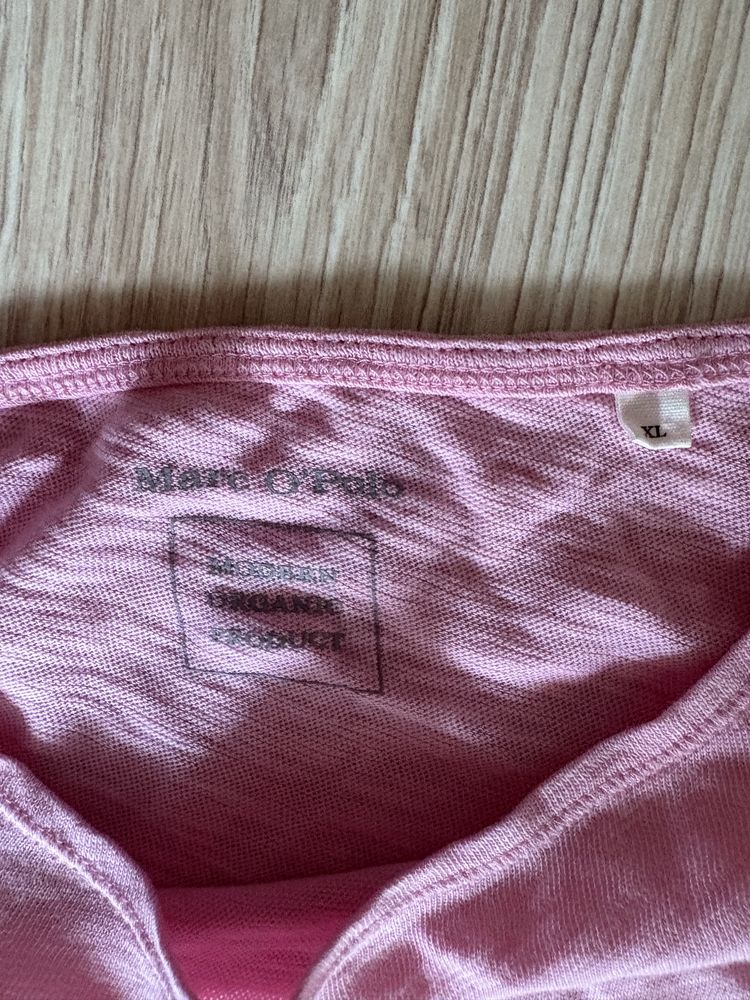 XL
Marc O'Polo
MODERN
ORGANIC
PRODUCT